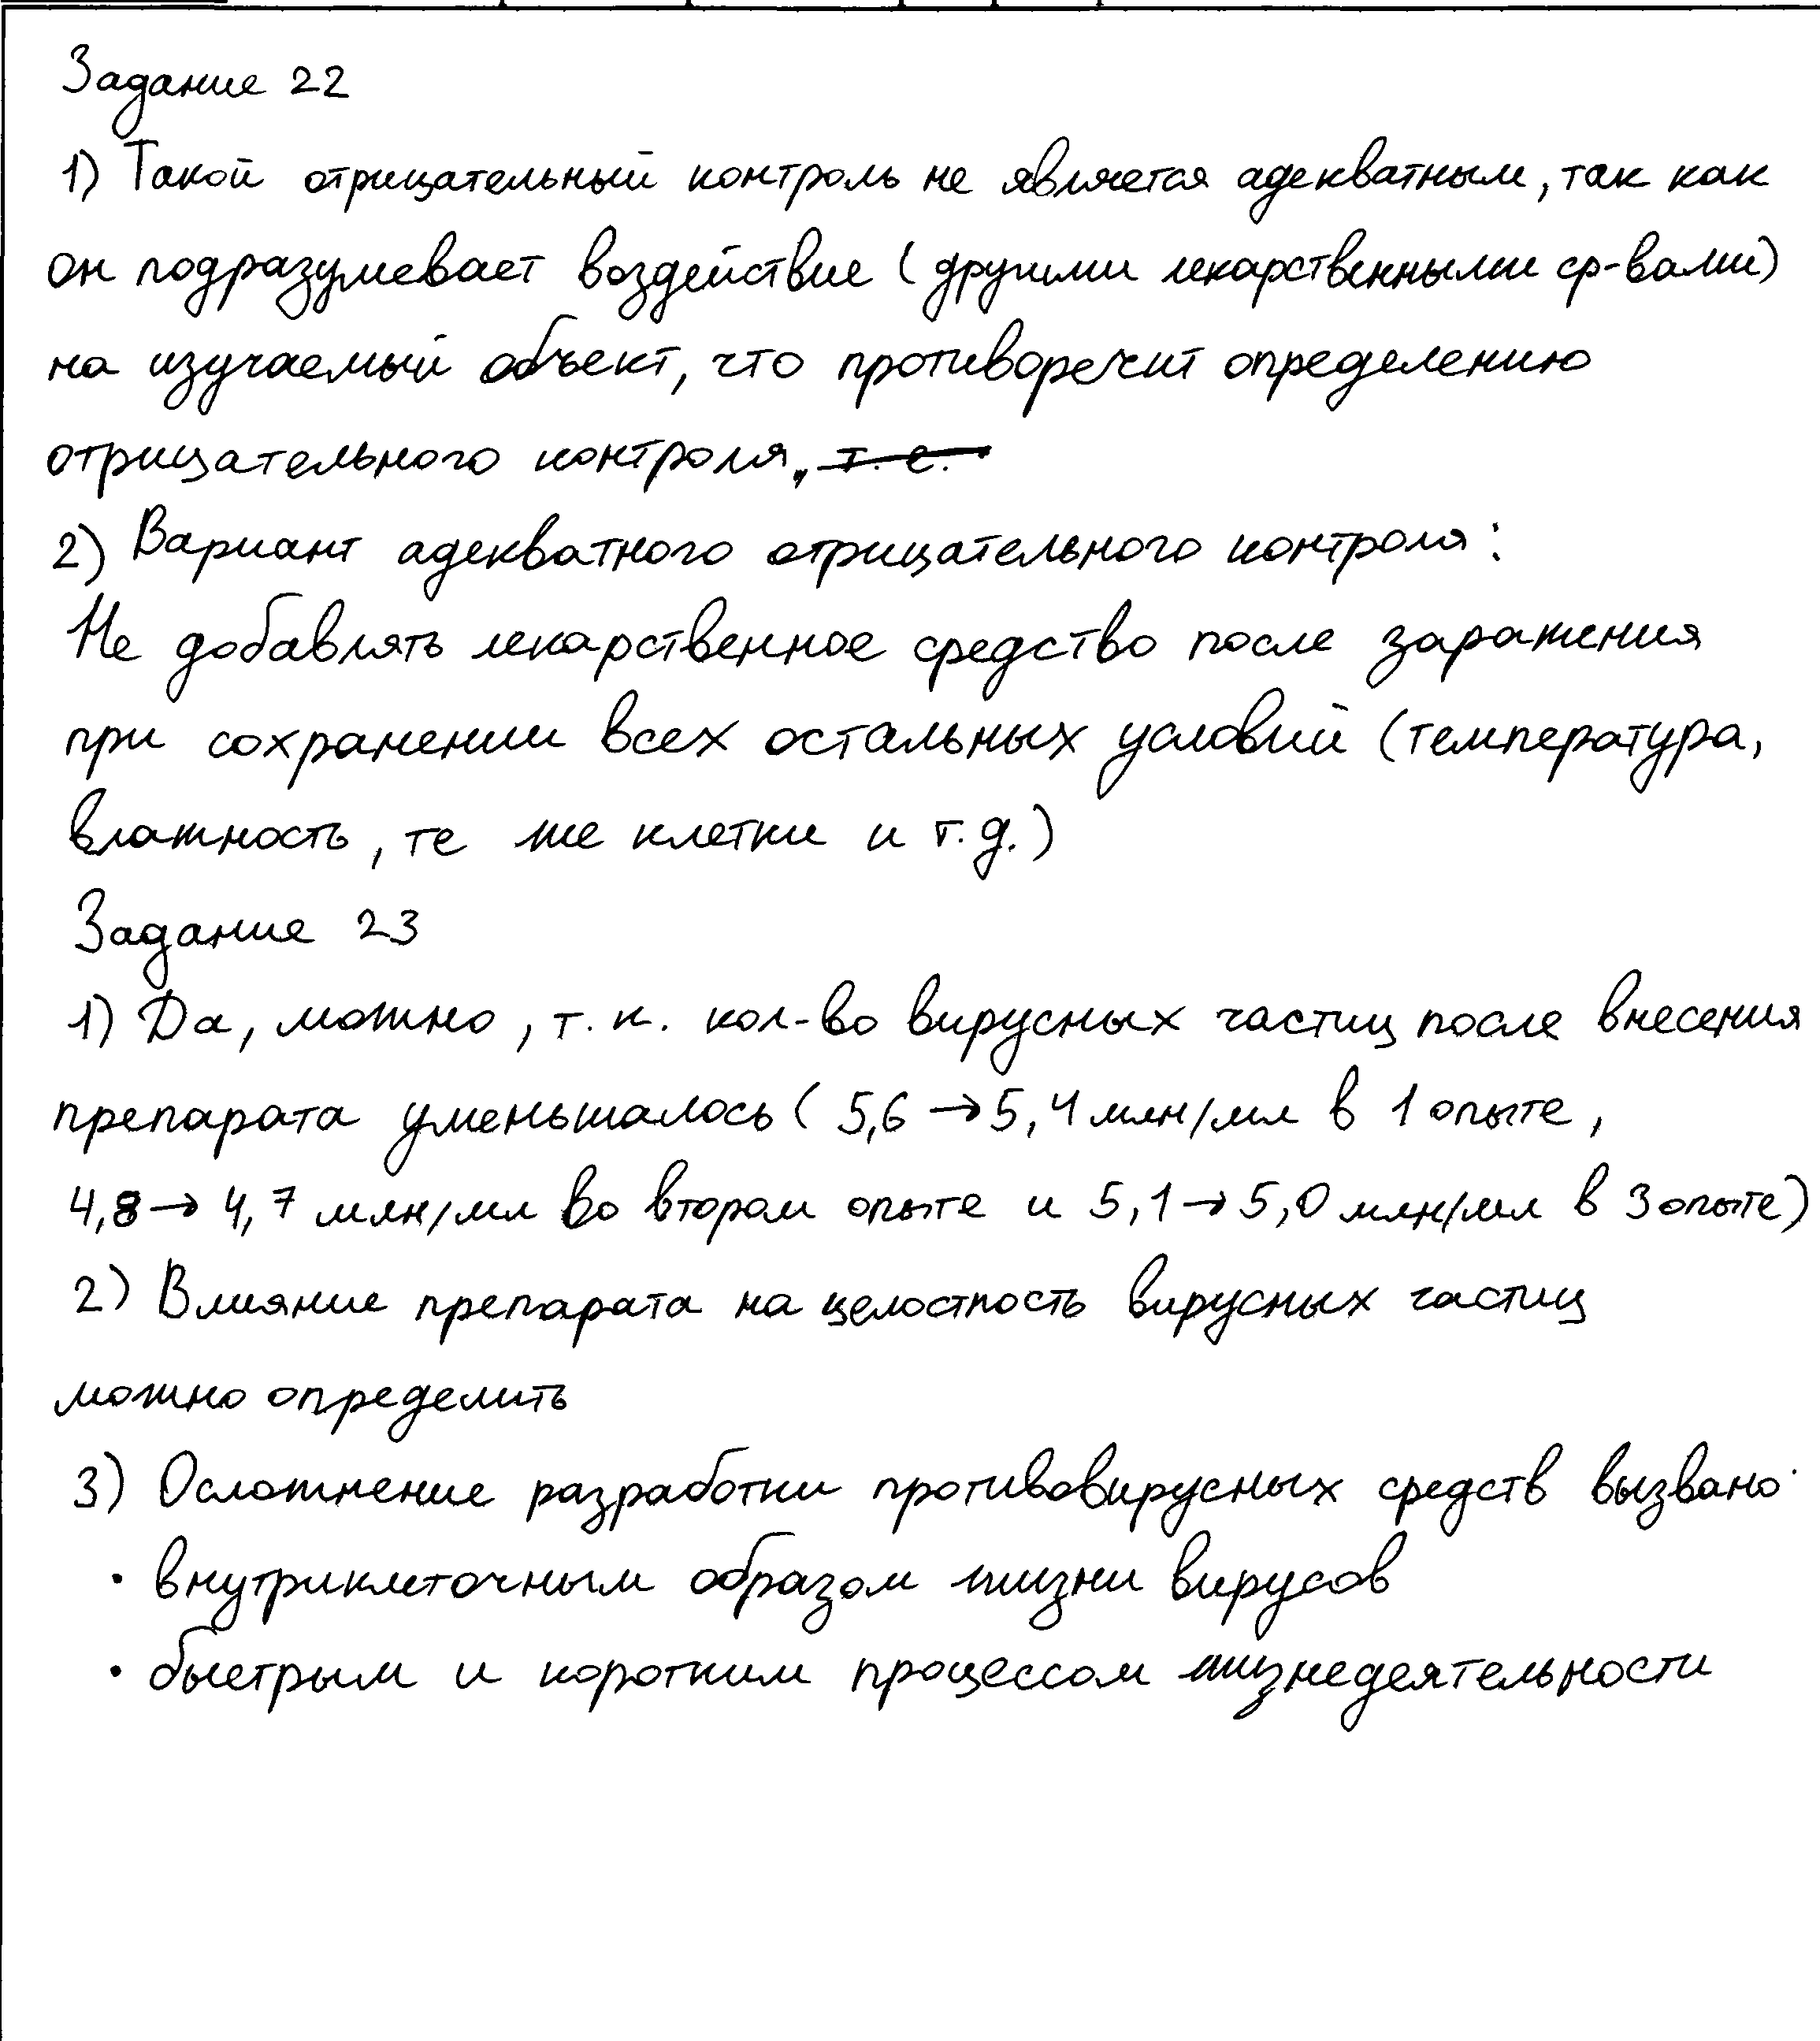 Задание 22
1) Такой отрицательный контроль не является адекватным, так как
он подразумевает воздействие (другими лекарственными ср-вами)
на изучаемый объект, что противоречит определению
отрицательного контроля, т. е.
2) Вариант адекватного отрицательного контроля:
Не добавлять лекарственное средство после заражения
при сохранении всех остальных условий (температура,
влажность, те же клетки и т.д.)
Задание 23
1) Да, можно, т. к. кол-во вирусных частиц после внесения
препарата уменьшалось (5,6 → 5,4 млн/мл в 1 опыте,
4,8 → 4,7 млн/мл во втором опыте и 5,1 → 5,0 млн/мл в 3 опыте)
2) Влияние препарата на целостность вирусных частиц
можно определить
3) Осложнение разработки противовирусных средств вызвано:
• внутриклеточным образом жизни вирусов
• быстрым и коротким процессом жизнедеятельности